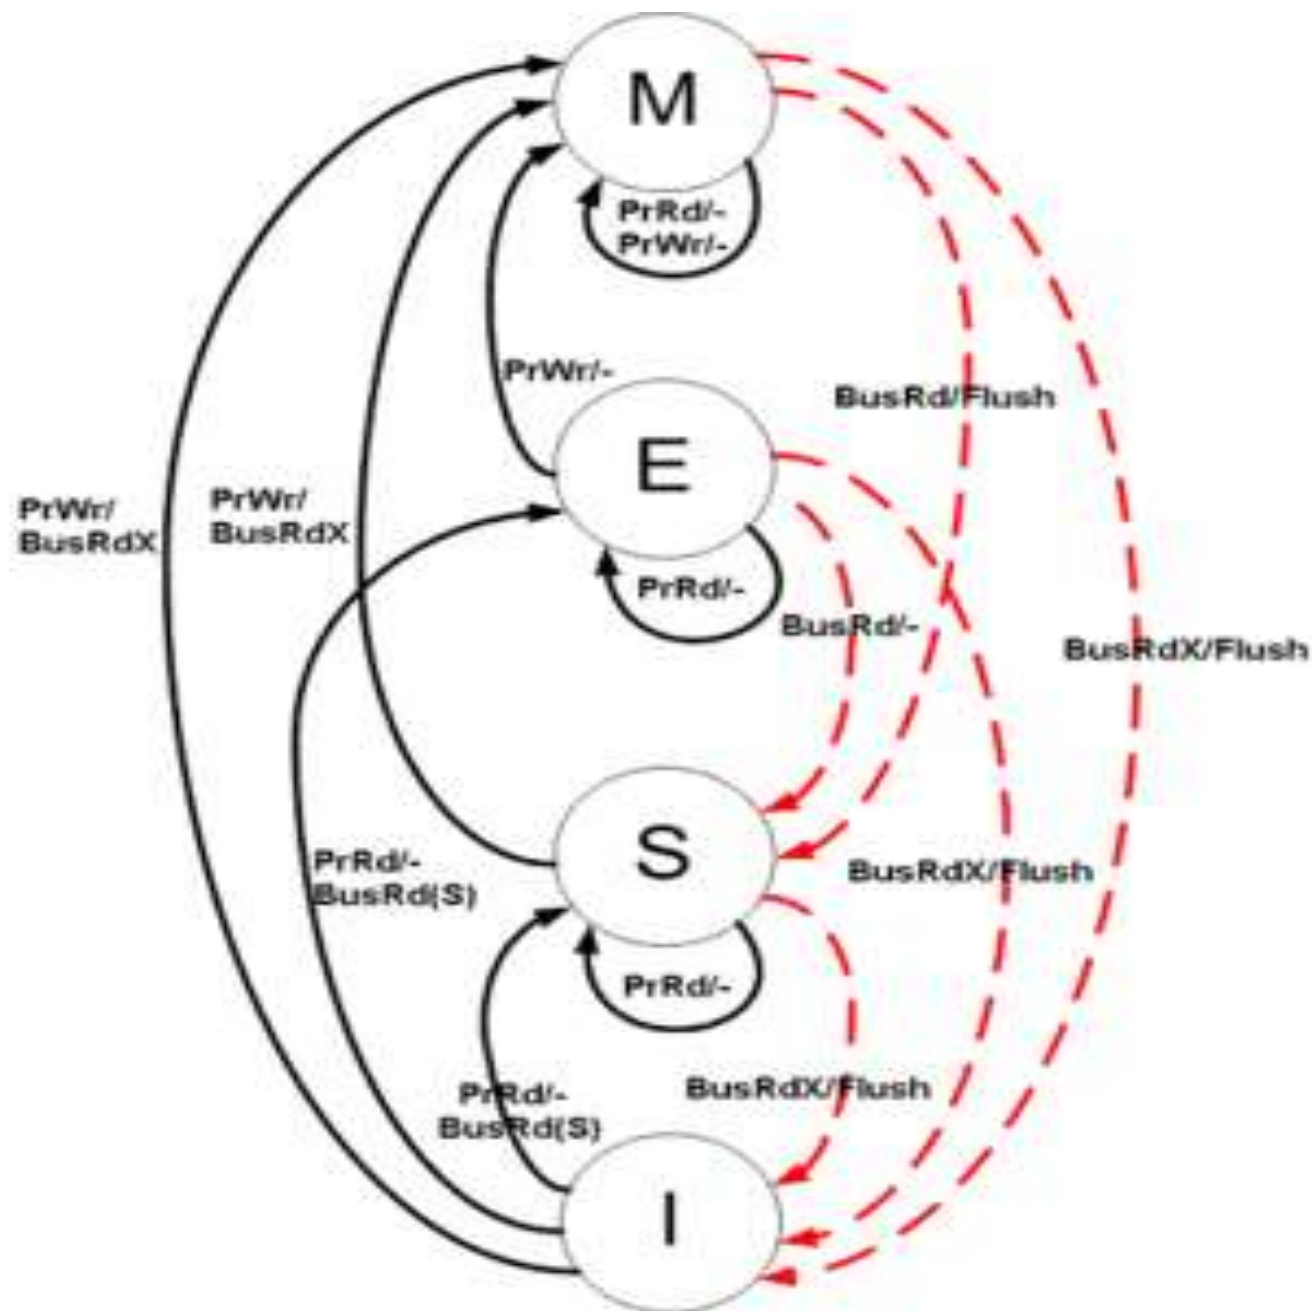 M
PrRd/-
PrWr/-
PrWr/-
BusRd/Flush
E
PrWr/
BusRdX
PrWr/
BusRdX
PrRd/-
BusRd/-
BusRdX/Flush
S
PrRd/-
BusRd(S)
BusRdX/Flush
PrRd/-
PrRd/-
BusRd(S)
BusRdX/Flush
I